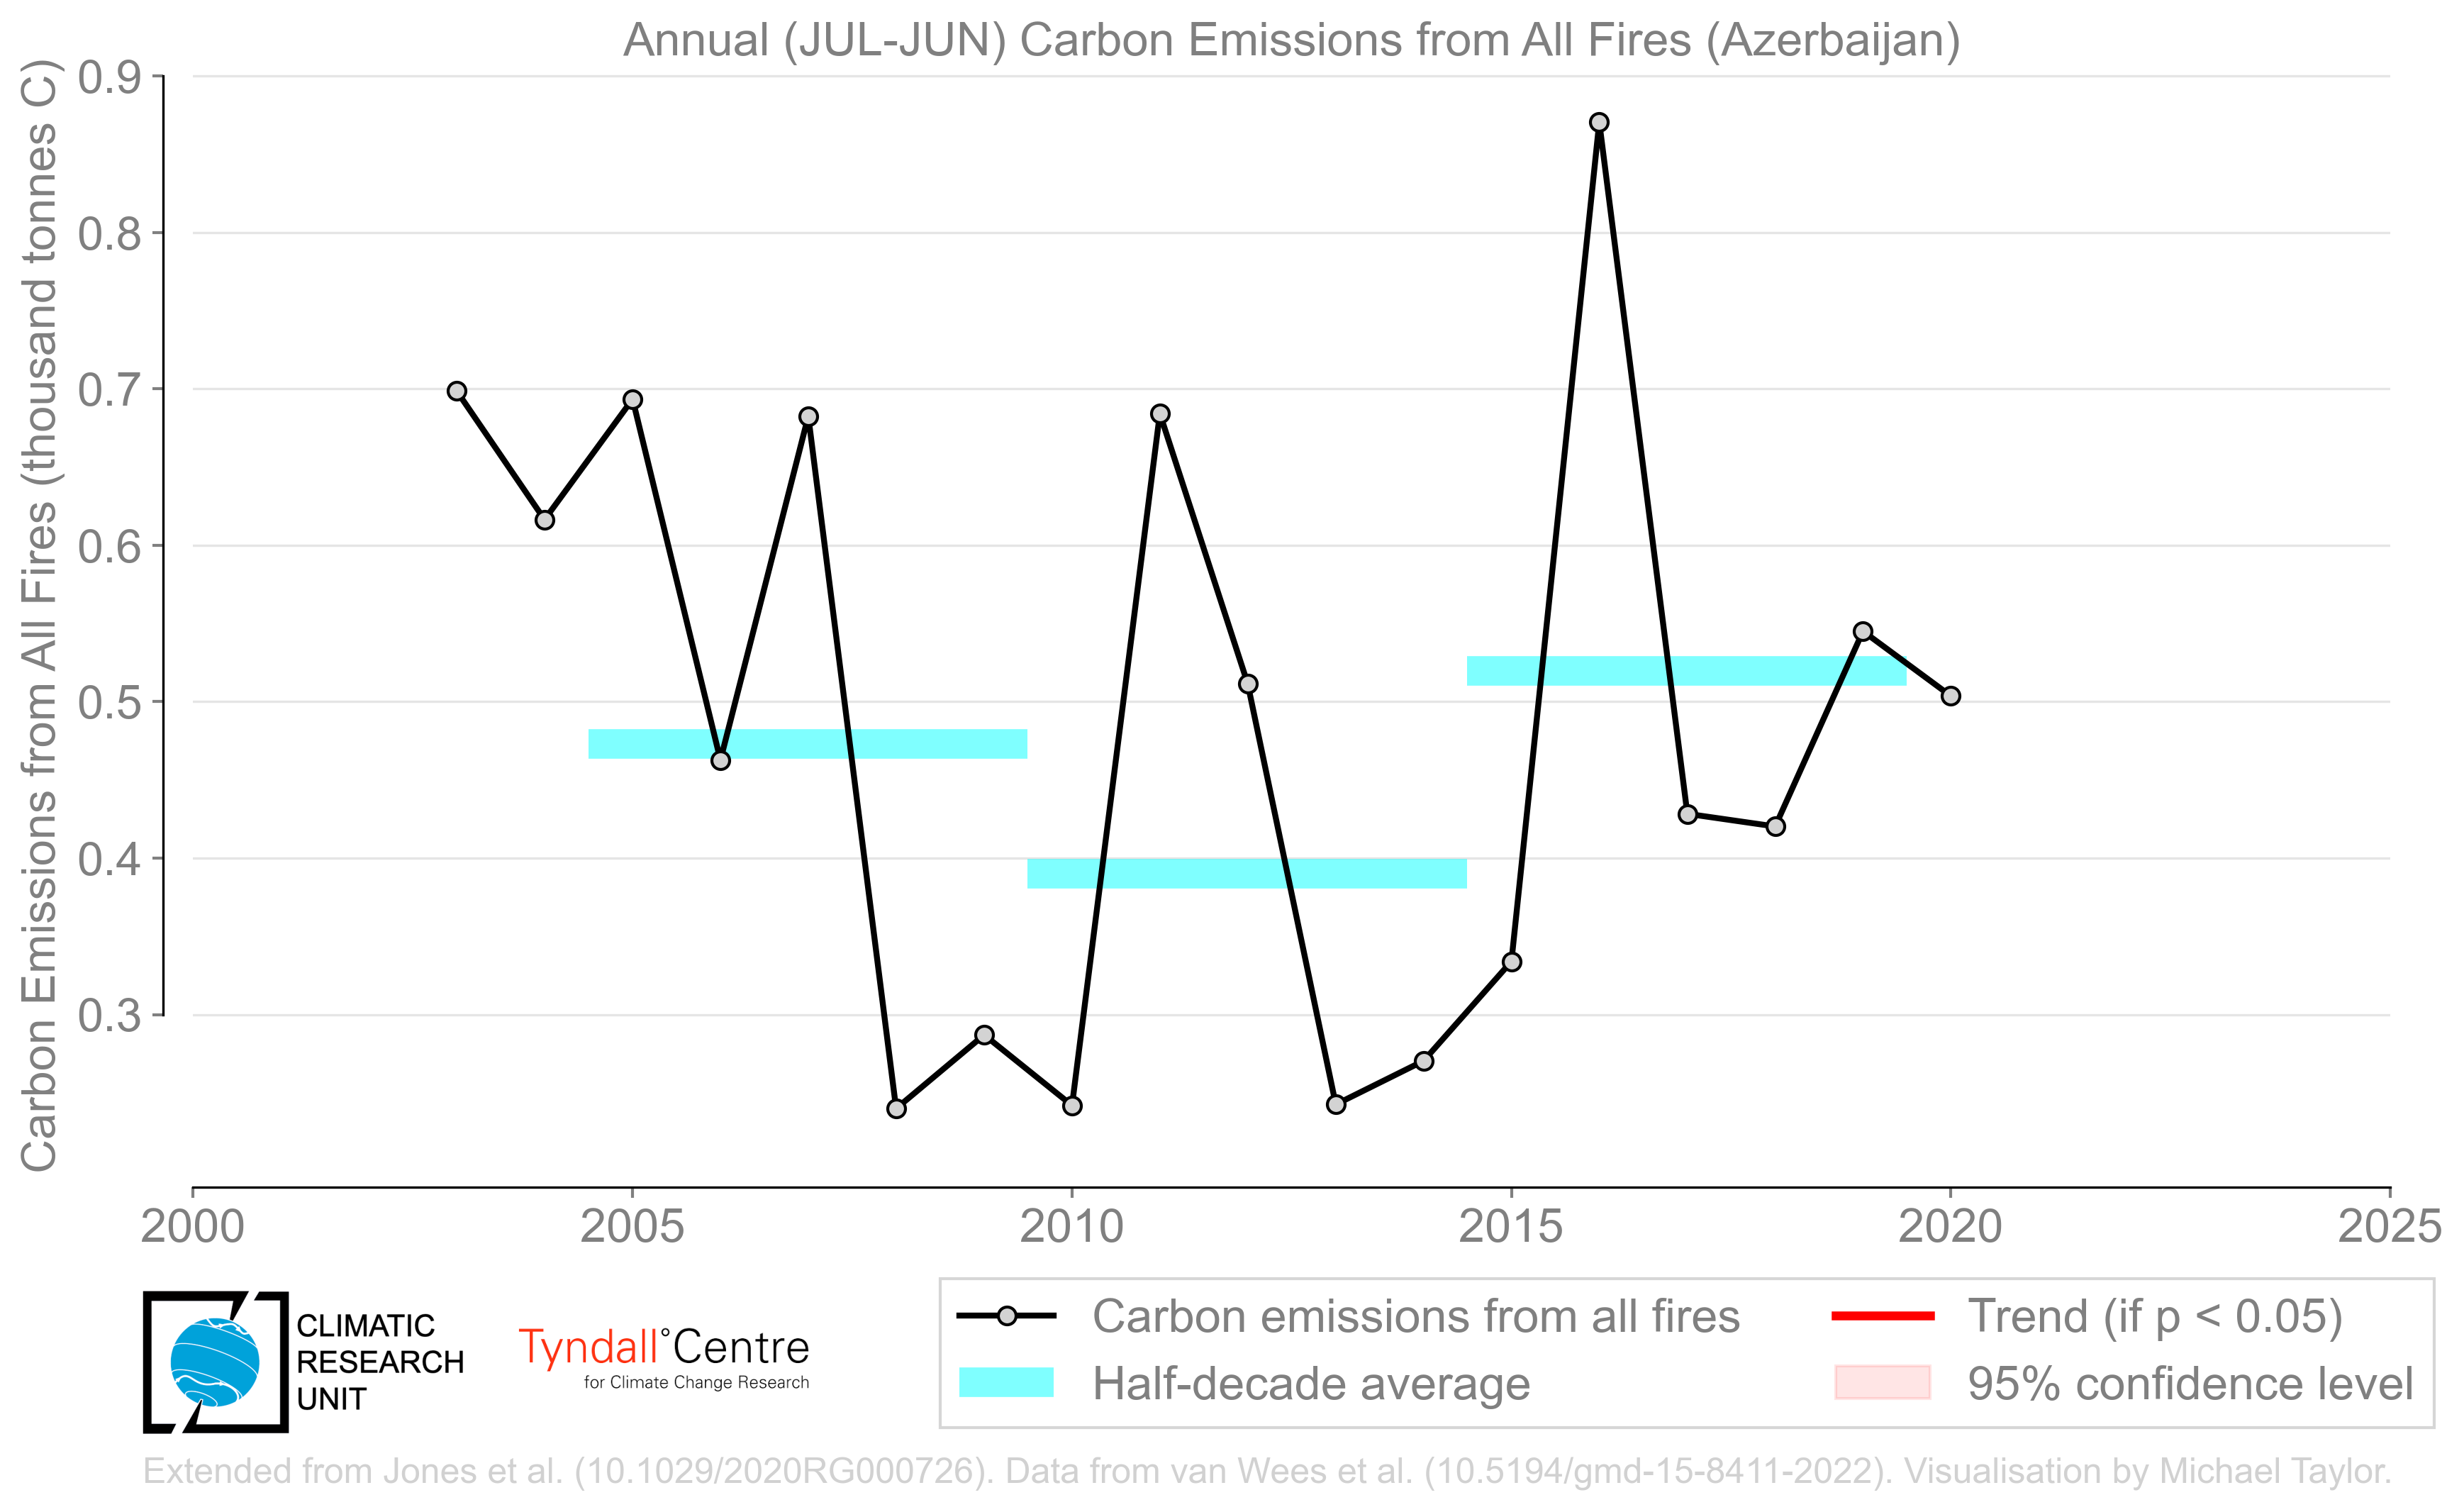 Annual (JUL-JUN) Carbon Emissions from All Fires (Azerbaijan)
Carbon Emissions from All Fires (thousand tonnes C)
0.9
0.8
0.7
0.6
0.5
0.4
0.3
2000 2005 2010 2015 2020 2025
CLIMATIC
RESEARCH
UNIT
Tyndall°Centre
for Climate Change Research
Carbon emissions from all fires
Half-decade average
Trend (if p < 0.05)
95% confidence level
Extended from Jones et al. (10.1029/2020RG000726). Data from van Wees et al. (10.5194/gmd-15-8411-2022). Visualisation by Michael Taylor.